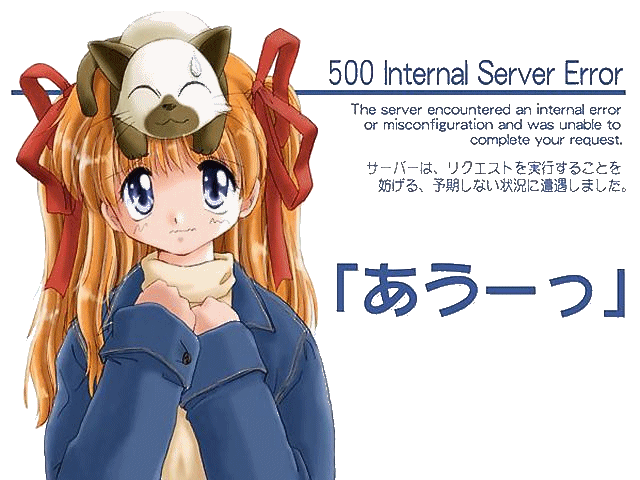 500 Internal Server Error
The server encountered an internal error
or misconfiguration and was unable to
complete your request.
サーバーは、リクエストを実行することを
妨げる、予期しない状況に遭遇しました。
「あうーっ」